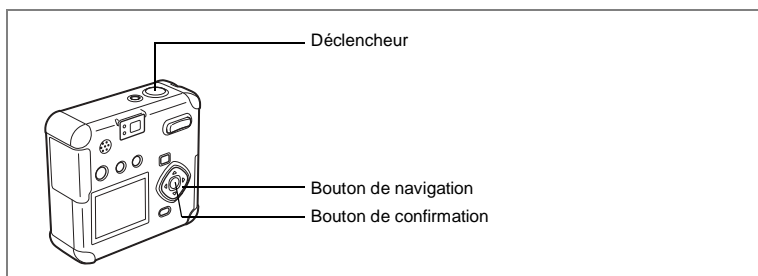 Déclencheur
Bouton de navigation
Bouton de confirmation